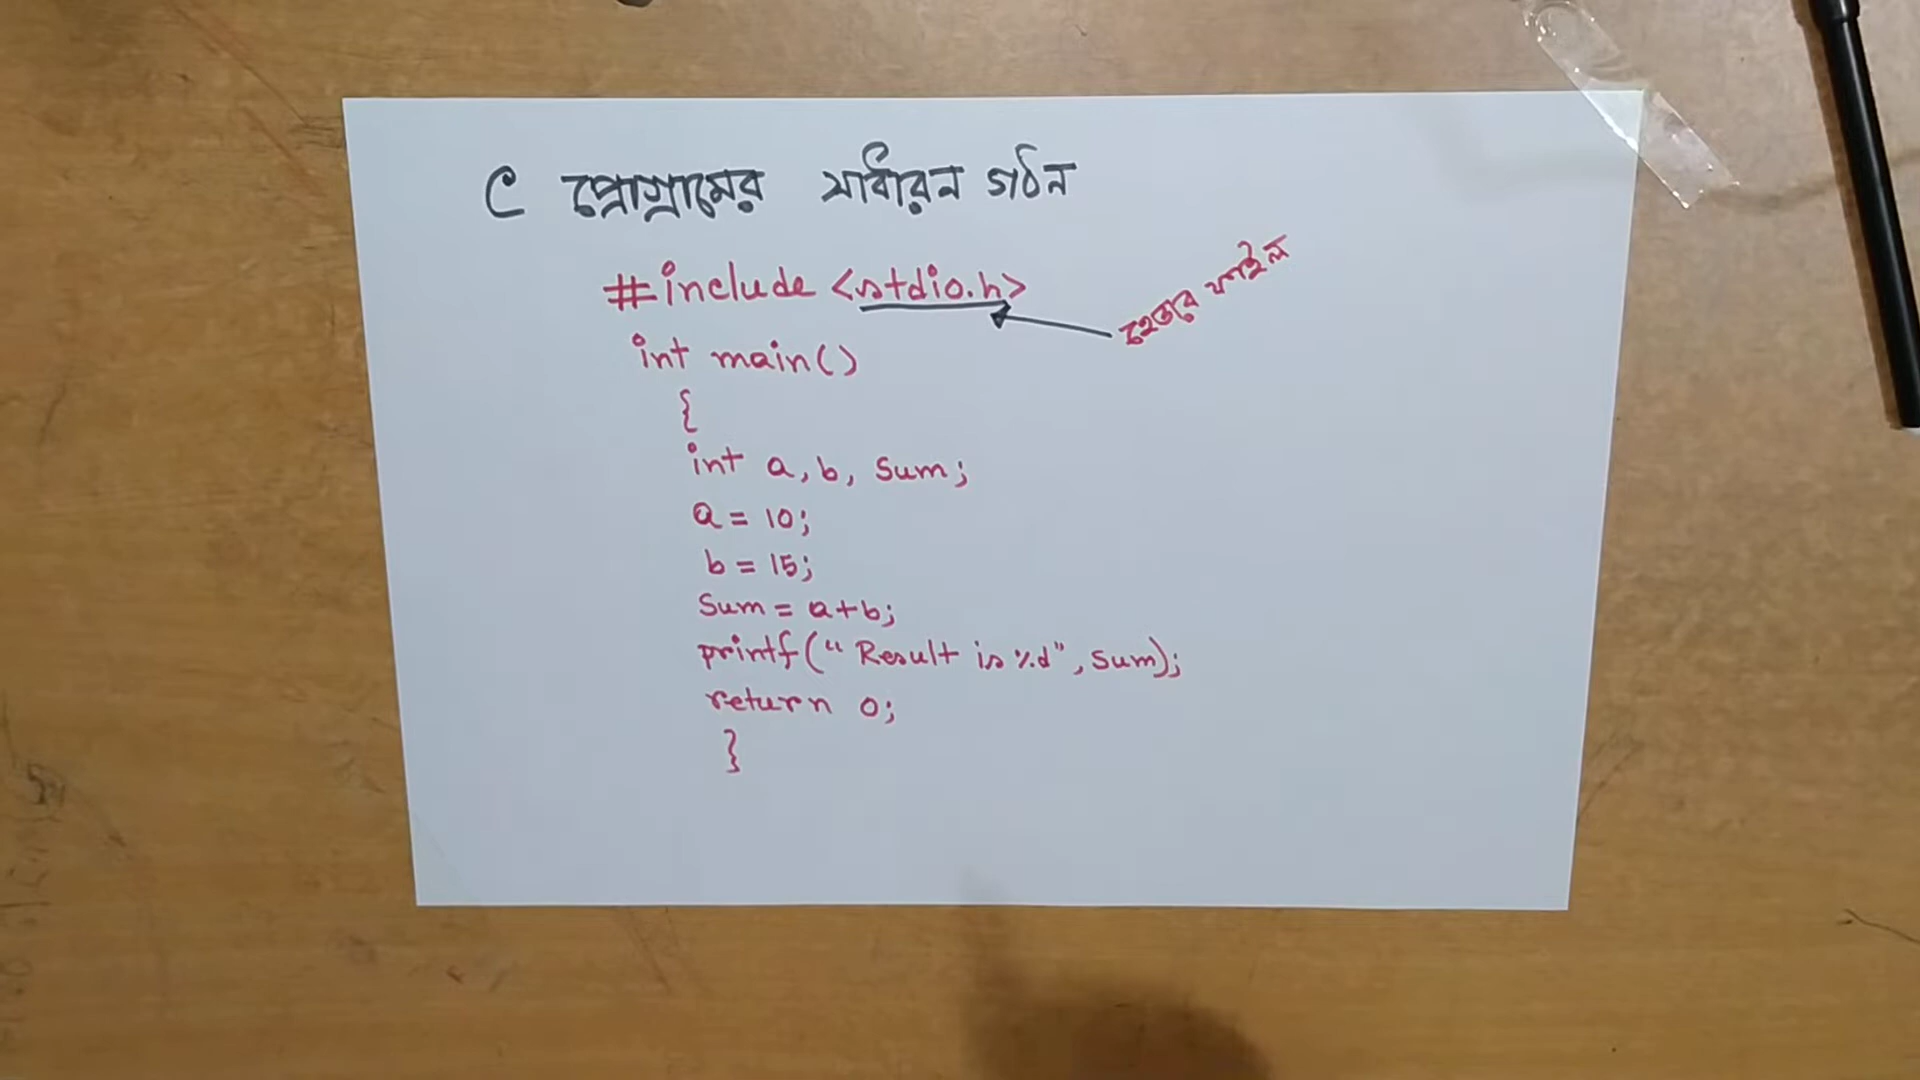 C প্রোগ্রামের সাধারন গঠন
#include <stdio.h>
হেডার ফাইল
int main()
{
int a, b, sum;
a = 10;
b = 15;
Sum = a+b;
printf("Result is %d", sum);
return 0;
}